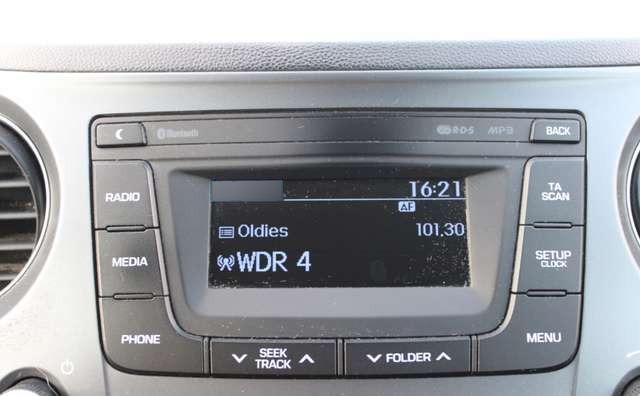 Bluetooth
R·D·S MP3 BACK
RADIO
16:21
TA
SCAN
AF
Oldies 101.30
MEDIA
WDR 4
SETUP
CLOCK
PHONE
SEEK
TRACK
FOLDER
MENU